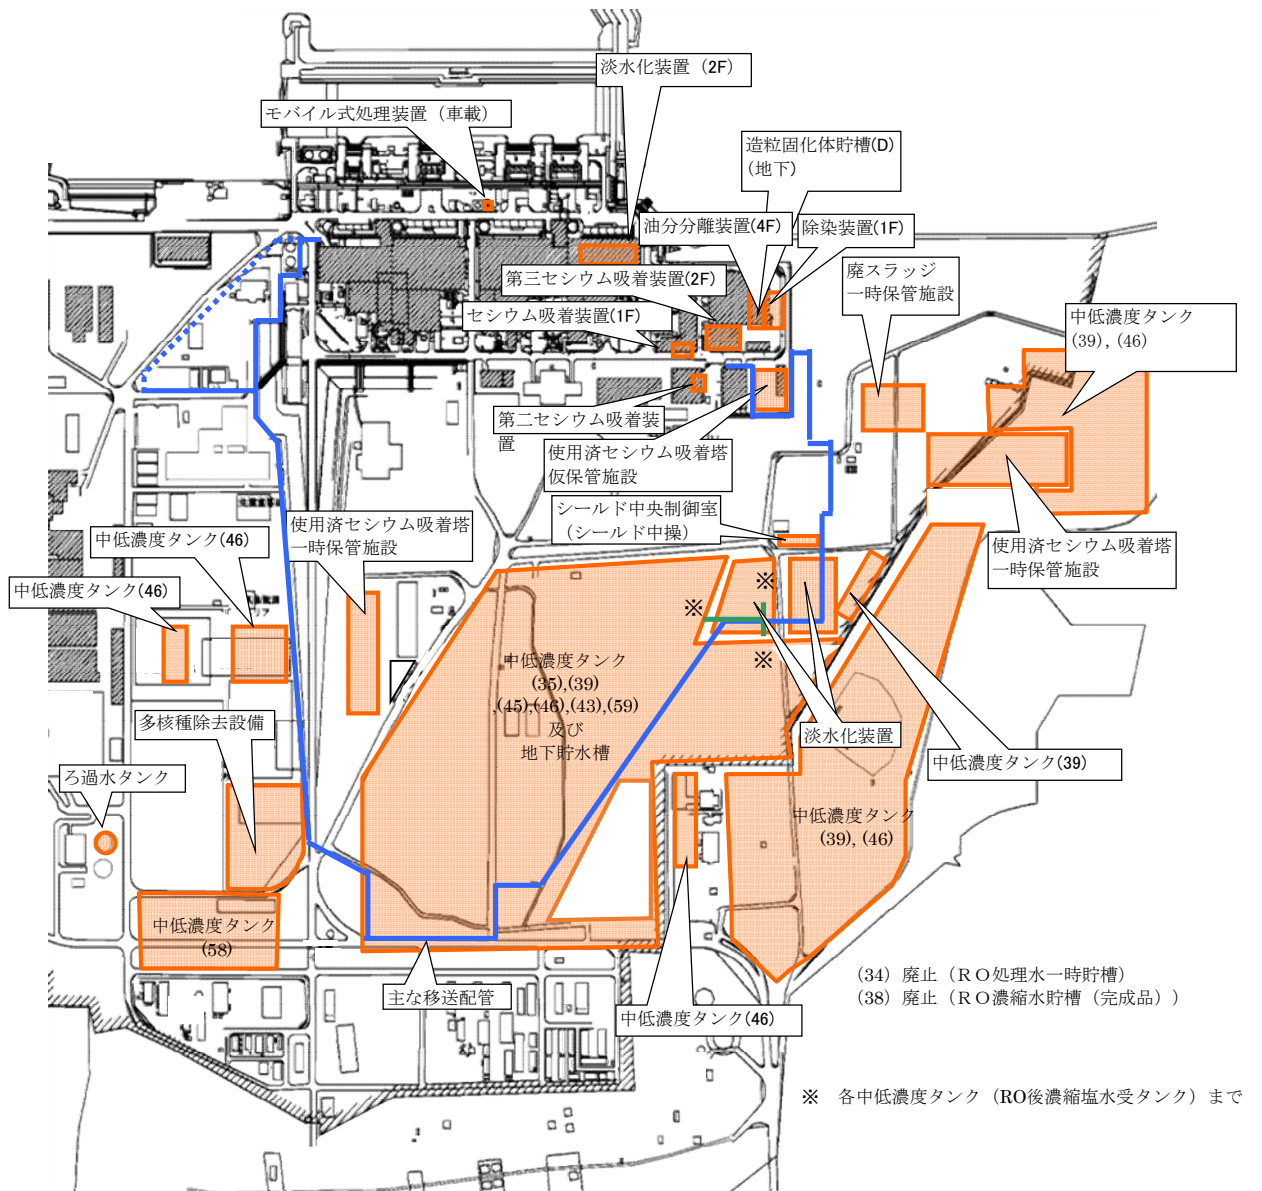 淡水化装置（2F）
モバイル式処理装置（車載）
造粒固化体貯槽(D)
(地下)
油分分離装置(4F)
除染装置(1F)
第三セシウム吸着装置(2F)
廃スラッジ
一時保管施設
セシウム吸着装置(1F)
中低濃度タンク
(39), (46)
第二セシウム吸着装
置
使用済セシウム吸着塔
仮保管施設
シールド中央制御室
（シールド中操）
使用済セシウム吸着塔
一時保管施設
使用済セシウム吸着塔
一時保管施設
中低濃度タンク(46)
中低濃度タンク(46)
※
※
※
中低濃度タンク
(35),(39)
,(45),(46),(43),(59)
及び
地下貯水槽
多核種除去設備
淡水化装置
中低濃度タンク(39)
ろ過水タンク
中低濃度タンク
(39), (46)
中低濃度タンク
(58)
主な移送配管
中低濃度タンク(46)
(34) 廃止（ＲＯ処理水一時貯槽）
(38) 廃止（ＲＯ濃縮水貯槽（完成品））
※　各中低濃度タンク（RO後濃縮塩水受タンク）まで